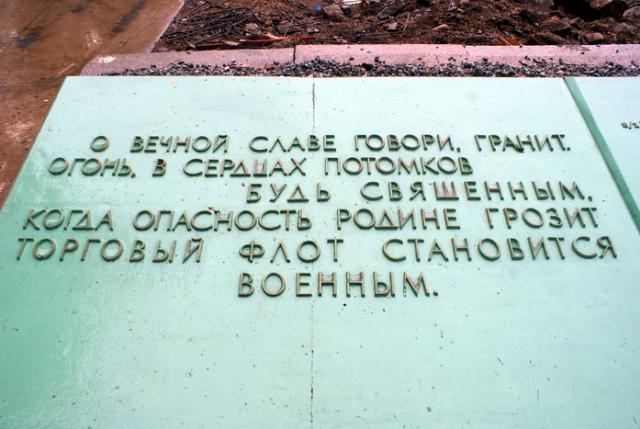 О ВЕЧНОЙ СЛАВЕ ГОВОРИ, ГРАНИТ.
ОГОНЬ, В СЕРДЦАХ ПОТОМКОВ
БУДЬ СВЯЩЕННЫМ,
КОГДА ОПАСНОСТЬ РОДИНЕ ГРОЗИТ
ТОРГОВЫЙ ФЛОТ СТАНОВИТСЯ
ВОЕННЫМ.